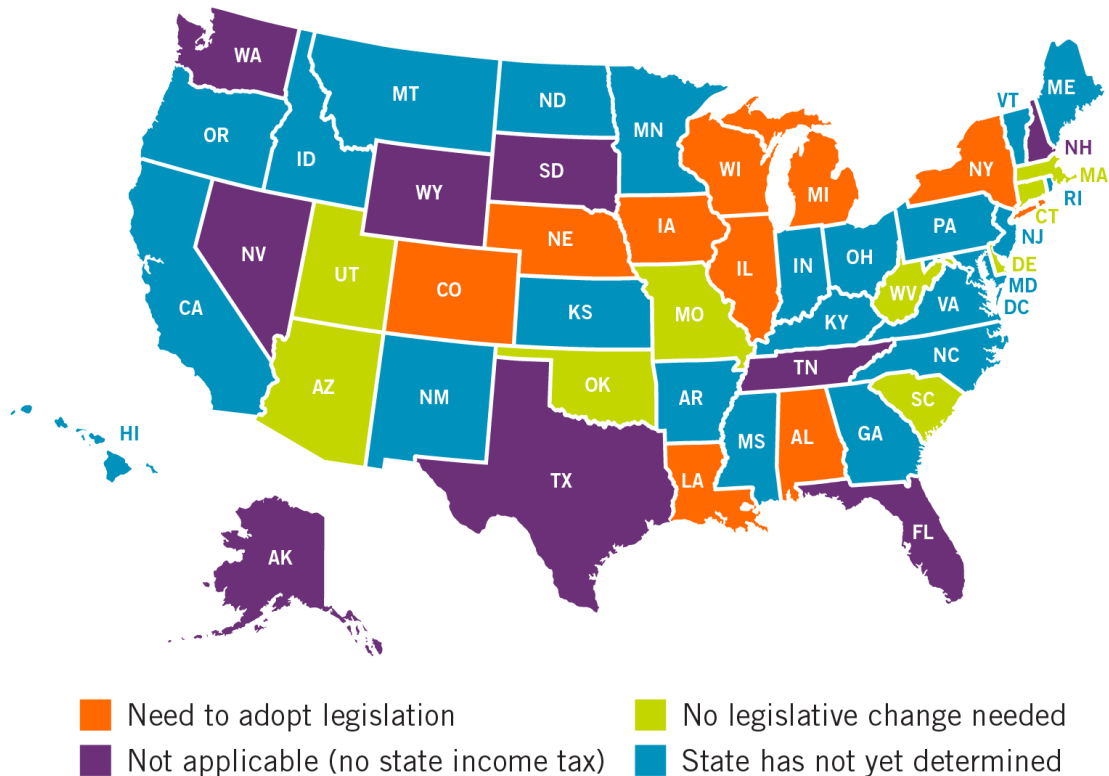 WA
MT
ND
MN
VT
ME
OR
ID
WY
SD
WI
MI
NY
NH
MA
RI
CT
NV
UT
CO
NE
IA
IL
IN
OH
PA
NJ
DE
MD
DC
CA
KS
MO
KY
WV
VA
AZ
NM
OK
AR
TN
NC
SC
HI
TX
LA
MS
AL
GA
AK
FL
Need to adopt legislation
No legislative change needed
Not applicable (no state income tax)
State has not yet determined